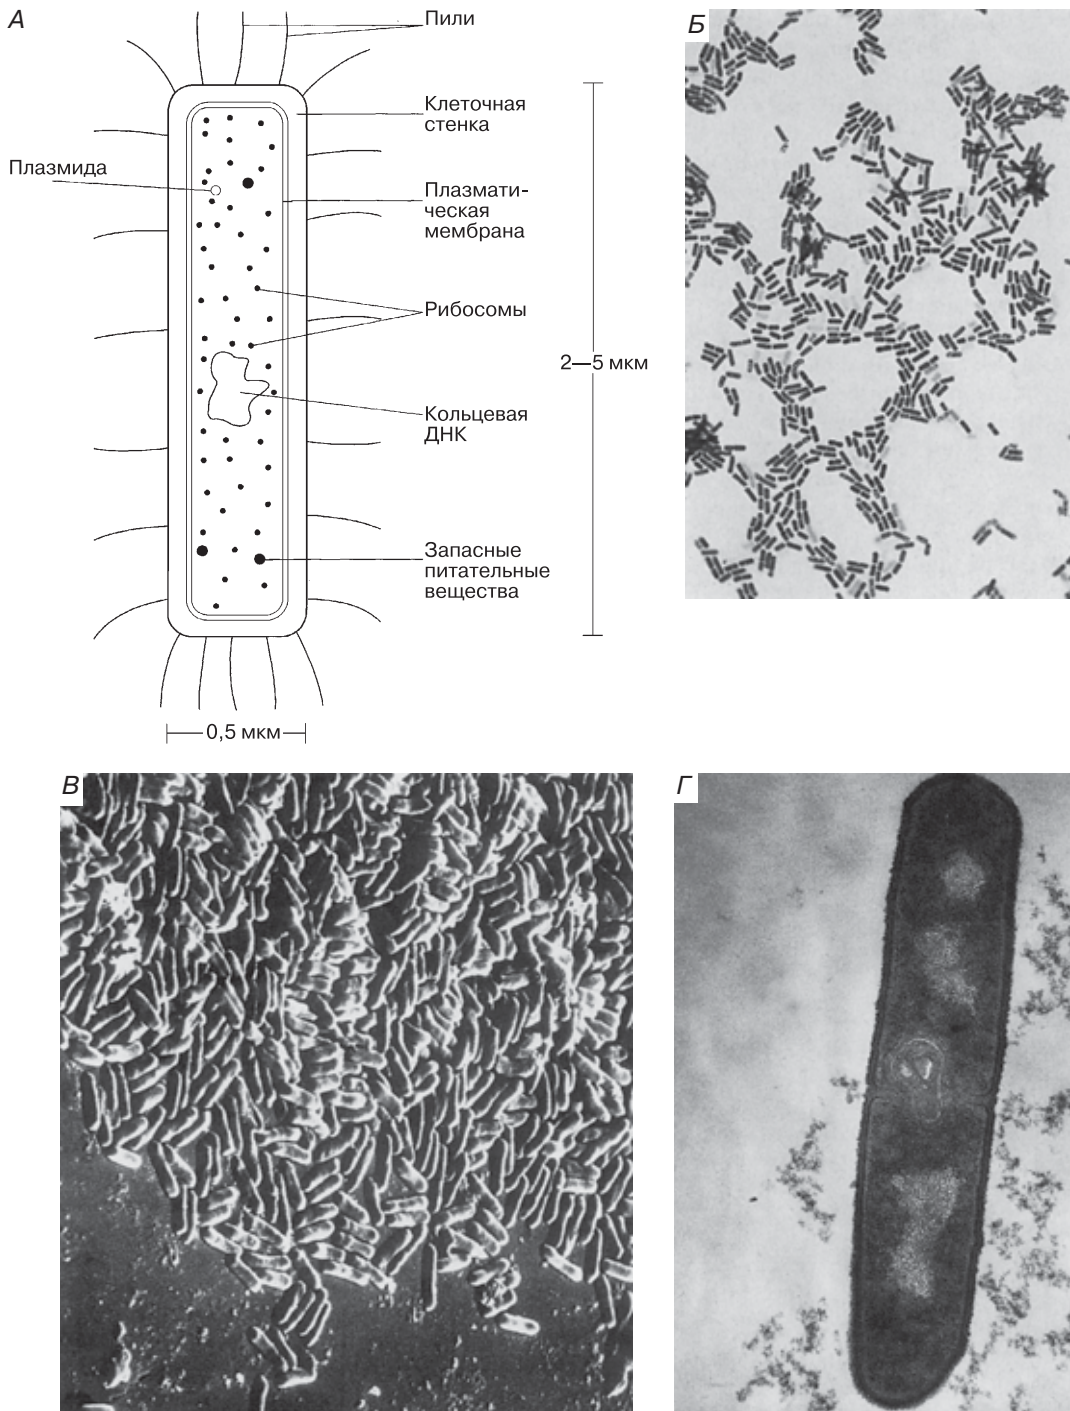 А
Пили
Клеточная
стенка
Плазмида
Плазмати-
ческая
мембрана
Рибосомы
2—5 мкм
Кольцевая
ДНК
Запасные
питательные
вещества
0,5 мкм
Б
В
Г